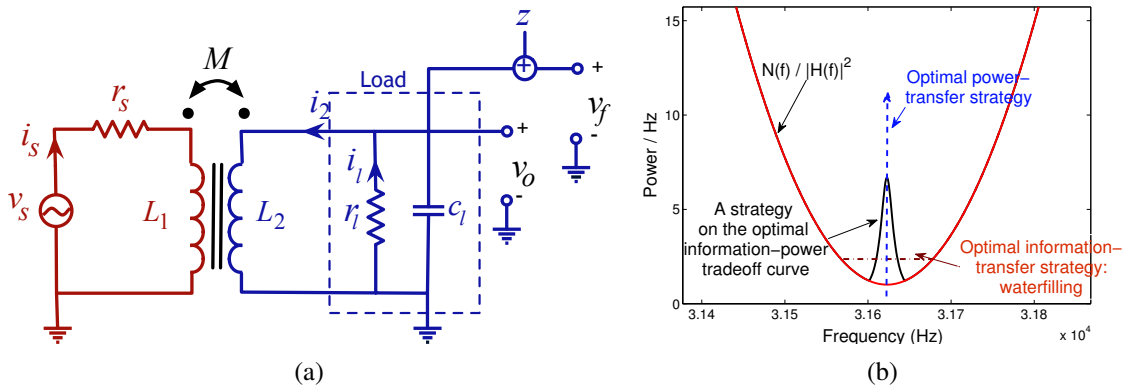 z
M
Load
r_s
i_2
+
+
v_f
i_s
i_l
-
v_o
-
v_s
L_1
L_2
r_l
c_l
(a)
15
10
5
0
Power / Hz
N(f) / |H(f)|^2
Optimal power-
transfer strategy
A strategy
on the optimal
information-power
tradeoff curve
Optimal information-
transfer strategy:
waterfilling
3.14
3.15
3.16
3.17
3.18
x 10^4
Frequency (Hz)
(b)